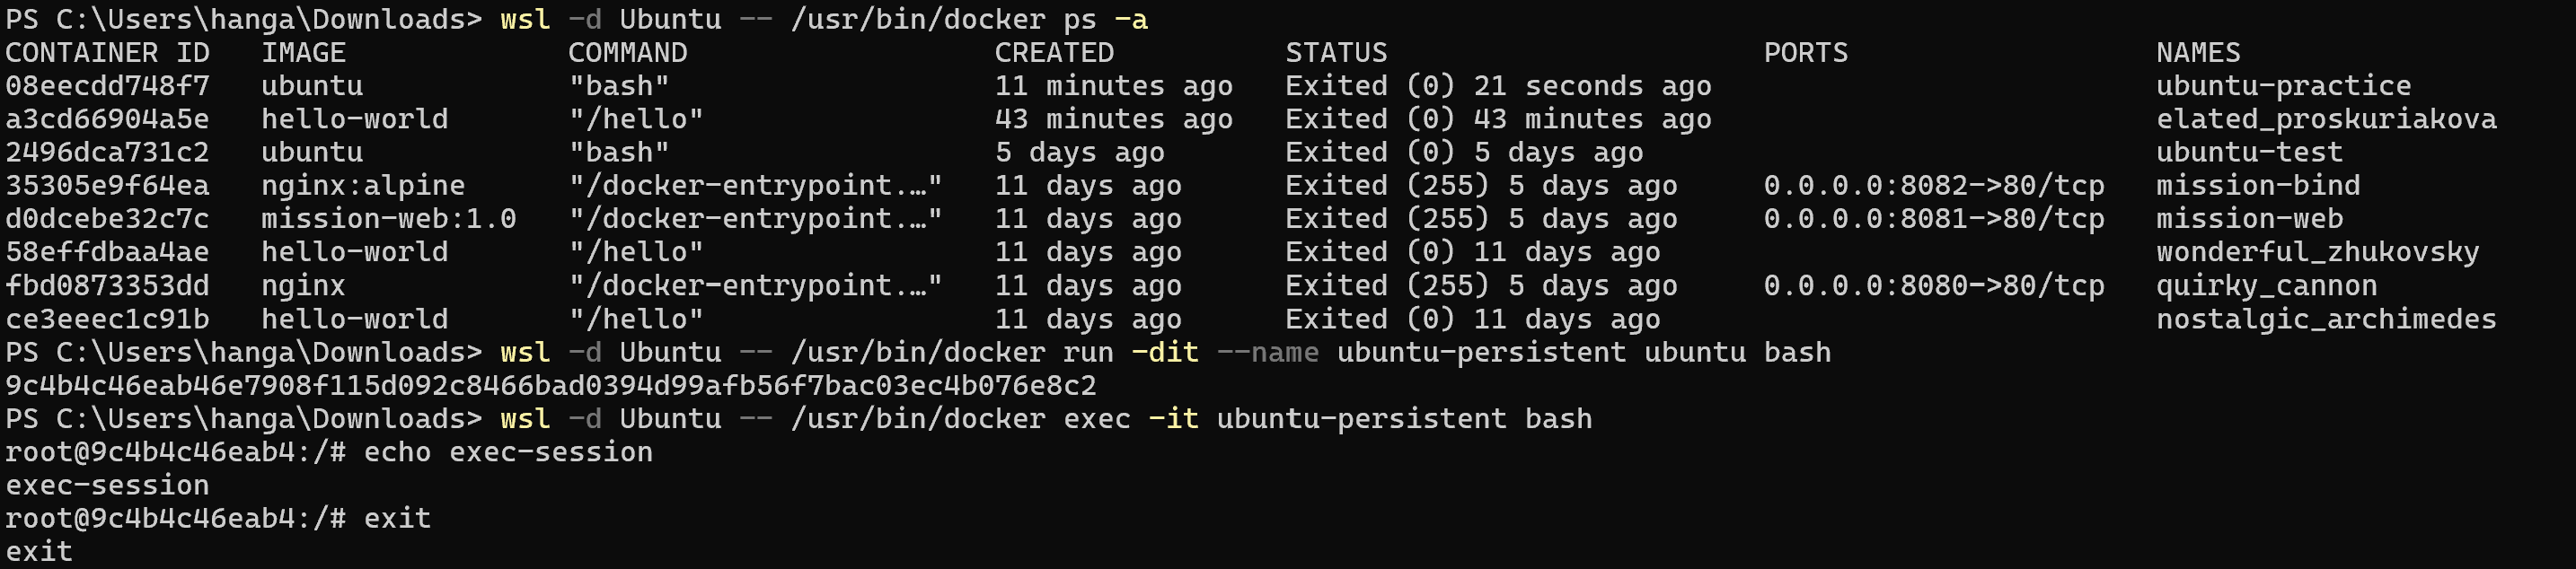 PS C:\Users\hanga\Downloads> wsl -d Ubuntu -- /usr/bin/docker ps -a
CONTAINER ID   IMAGE             COMMAND                  CREATED          STATUS                      PORTS                  NAMES
08eecdd748f7   ubuntu            "bash"                   11 minutes ago   Exited (0) 21 seconds ago                          ubuntu-practice
a3cd66904a5e   hello-world       "/hello"                 43 minutes ago   Exited (0) 43 minutes ago                          elated_proskuriakova
2496dca731c2   ubuntu            "bash"                   5 days ago       Exited (0) 5 days ago                              ubuntu-test
35305e9f64ea   nginx:alpine      "/docker-entrypoint.…"   11 days ago      Exited (255) 5 days ago     0.0.0.0:8082->80/tcp   mission-bind
d0dcebe32c7c   mission-web:1.0   "/docker-entrypoint.…"   11 days ago      Exited (255) 5 days ago     0.0.0.0:8081->80/tcp   mission-web
58effdbaa4ae   hello-world       "/hello"                 11 days ago      Exited (0) 11 days ago                             wonderful_zhukovsky
fbd0873353dd   nginx             "/docker-entrypoint.…"   11 days ago      Exited (255) 5 days ago     0.0.0.0:8080->80/tcp   quirky_cannon
ce3eeec1c91b   hello-world       "/hello"                 11 days ago      Exited (0) 11 days ago                             nostalgic_archimedes
PS C:\Users\hanga\Downloads> wsl -d Ubuntu -- /usr/bin/docker run -dit --name ubuntu-persistent ubuntu bash
9c4b4c46eab46e7908f115d092c8466bad0394d99afb56f7bac03ec4b076e8c2
PS C:\Users\hanga\Downloads> wsl -d Ubuntu -- /usr/bin/docker exec -it ubuntu-persistent bash
root@9c4b4c46eab4:/# echo exec-session
exec-session
root@9c4b4c46eab4:/# exit
exit